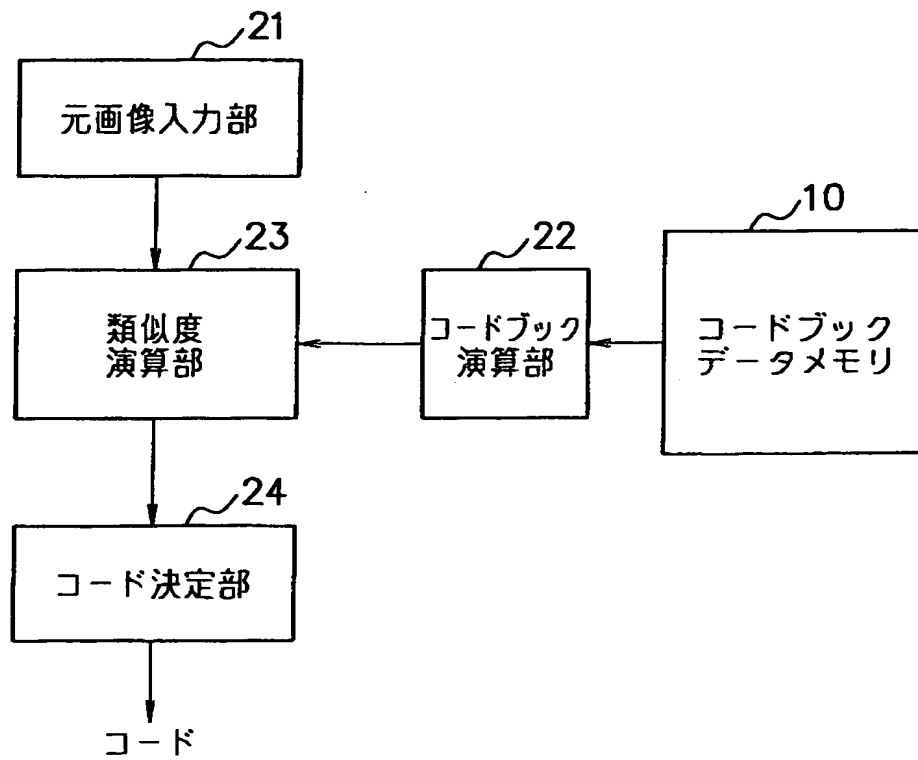 21
元画像入力部
23
類似度
演算部
22
コードブック
演算部
10
コードブック
データメモリ
24
コード決定部
コード